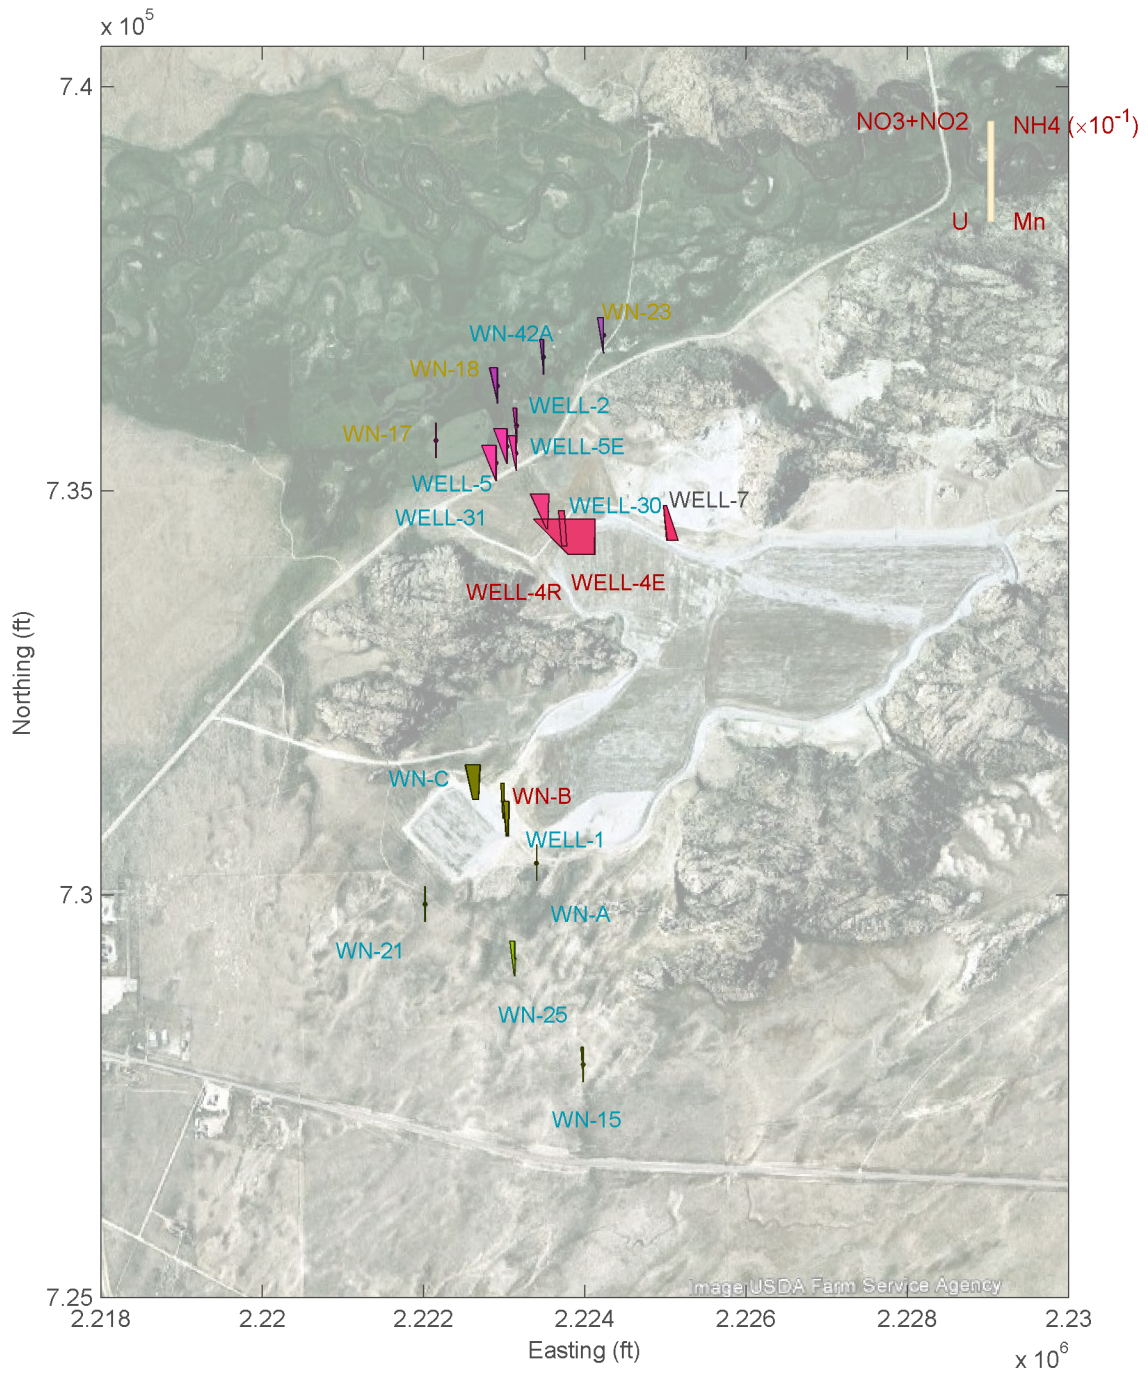 x 10^5
7.4
NO3+NO2
NH4 (×10^-1)
U
Mn
WN-23
WN-42A
WN-18
WELL-2
WN-17
WELL-5E
WELL-5
WELL-7
WELL-30
7.35
WELL-31
WELL-4E
WELL-4R
Northing (ft)
WN-C
WN-B
WELL-1
7.3
WN-A
WN-21
WN-25
WN-15
Image USDA Farm Service Agency
7.25
2.218
2.22
2.222
2.224
2.226
2.228
2.23
Easting (ft)
x 10^6